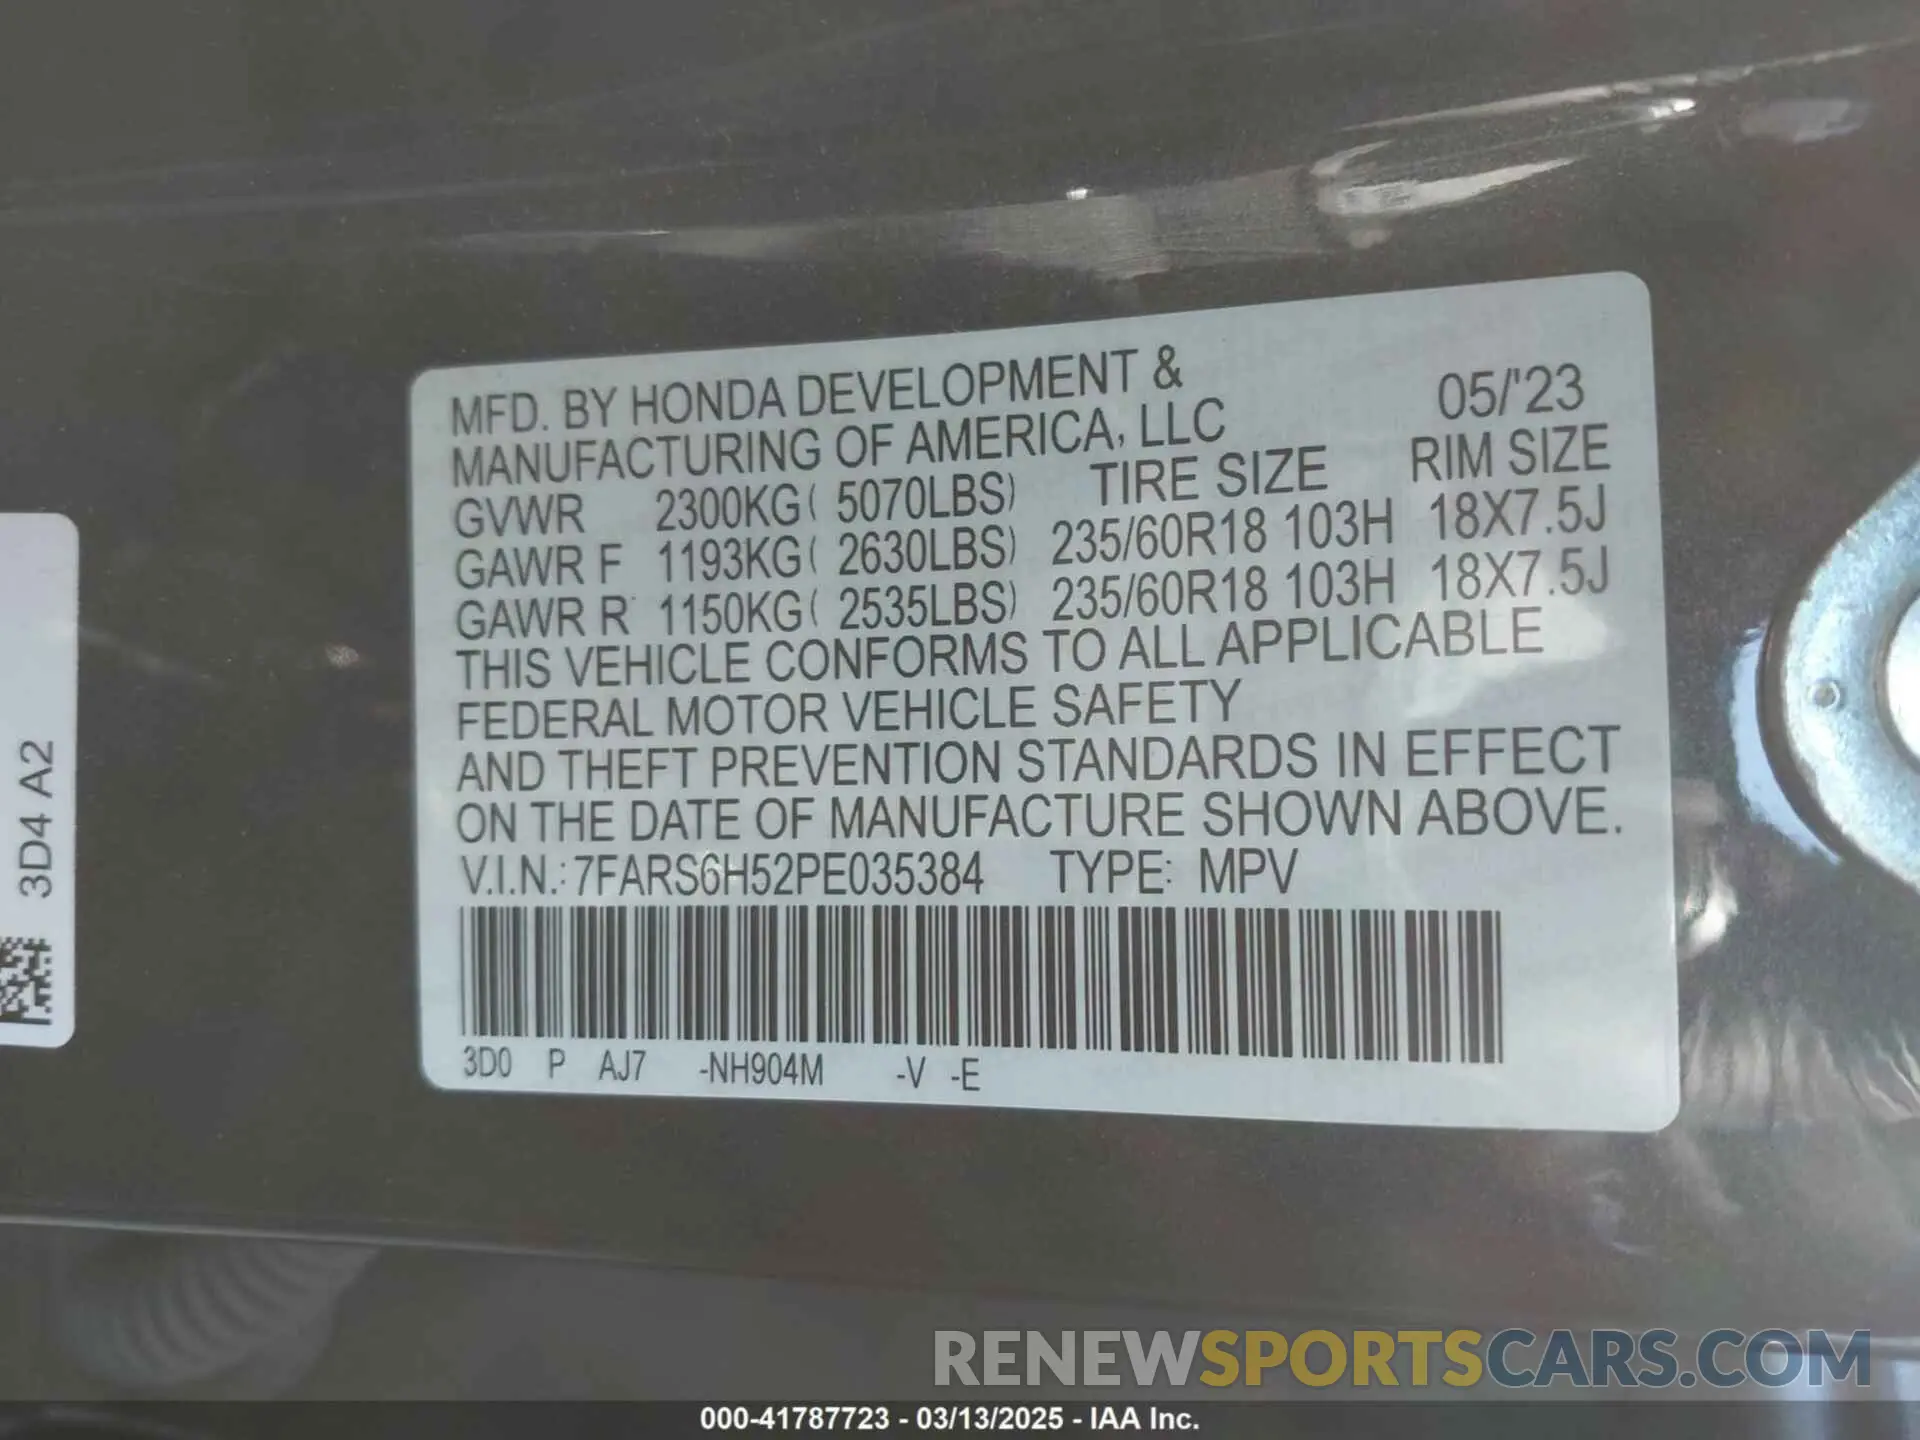 MFD. BY HONDA DEVELOPMENT &
MANUFACTURING OF AMERICA, LLC 05/'23
GVWR 2300KG( 5070LBS) TIRE SIZE RIM SIZE
GAWR F 1193KG( 2630LBS) 235/60R18 103H 18X7.5J
GAWR R 1150KG( 2535LBS) 235/60R18 103H 18X7.5J
THIS VEHICLE CONFORMS TO ALL APPLICABLE
FEDERAL MOTOR VEHICLE SAFETY
AND THEFT PREVENTION STANDARDS IN EFFECT
ON THE DATE OF MANUFACTURE SHOWN ABOVE.
V.I.N.: 7FARS6H52PE035384 TYPE: MPV
3D0 P AJ7 -NH904M -V -E
3D4 A2
RENEWSPORTSCARS.COM
000-41787723 - 03/13/2025 - IAA Inc.